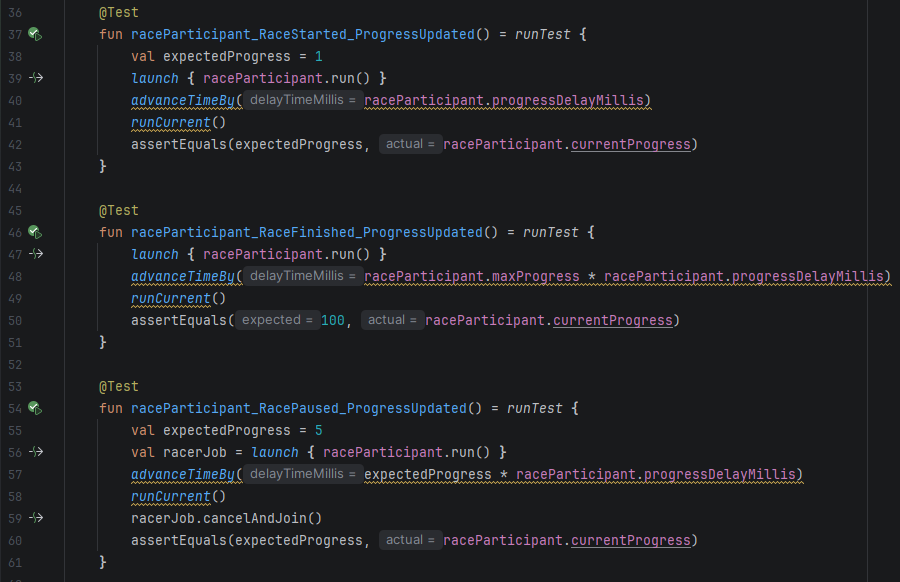 36 @Test
37 fun raceParticipant_RaceStarted_ProgressUpdated() = runTest {
38 val expectedProgress = 1
39 launch { raceParticipant.run() }
40 advanceTimeBy( delayTimeMillis = raceParticipant.progressDelayMillis)
41 runCurrent()
42 assertEquals(expectedProgress, actual = raceParticipant.currentProgress)
43 }
44
45 @Test
46 fun raceParticipant_RaceFinished_ProgressUpdated() = runTest {
47 launch { raceParticipant.run() }
48 advanceTimeBy( delayTimeMillis = raceParticipant.maxProgress * raceParticipant.progressDelayMillis)
49 runCurrent()
50 assertEquals( expected = 100, actual = raceParticipant.currentProgress)
51 }
52
53 @Test
54 fun raceParticipant_RacePaused_ProgressUpdated() = runTest {
55 val expectedProgress = 5
56 val racerJob = launch { raceParticipant.run() }
57 advanceTimeBy( delayTimeMillis = expectedProgress * raceParticipant.progressDelayMillis)
58 runCurrent()
59 racerJob.cancelAndJoin()
60 assertEquals(expectedProgress, actual = raceParticipant.currentProgress)
61 }